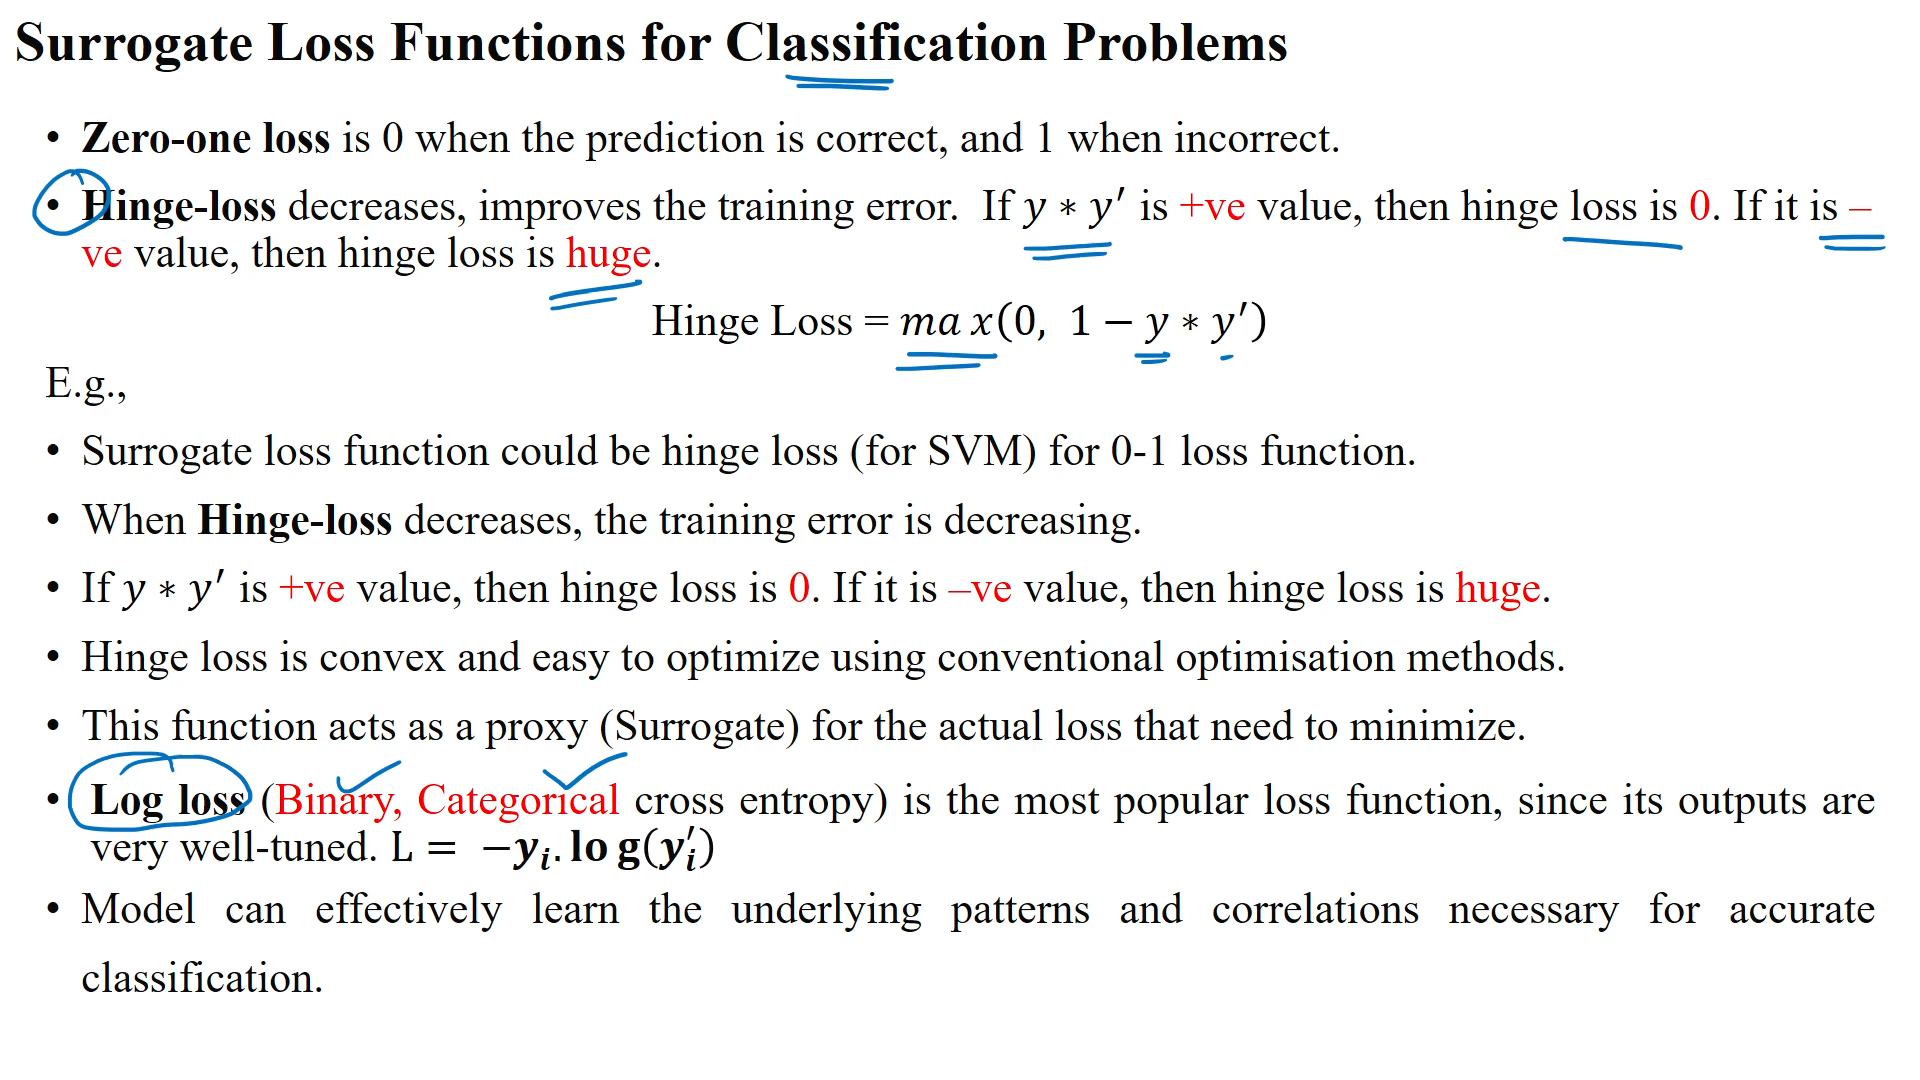 Surrogate Loss Functions for Classification Problems
• Zero-one loss is 0 when the prediction is correct, and 1 when incorrect.
• Hinge-loss decreases, improves the training error. If y ∗ y′ is +ve value, then hinge loss is 0. If it is –
ve value, then hinge loss is huge.
Hinge Loss = ma x(0, 1 − y ∗ y′)
E.g.,
• Surrogate loss function could be hinge loss (for SVM) for 0-1 loss function.
• When Hinge-loss decreases, the training error is decreasing.
• If y ∗ y′ is +ve value, then hinge loss is 0. If it is –ve value, then hinge loss is huge.
• Hinge loss is convex and easy to optimize using conventional optimisation methods.
• This function acts as a proxy (Surrogate) for the actual loss that need to minimize.
• Log loss (Binary, Categorical cross entropy) is the most popular loss function, since its outputs are
very well-tuned. L = −yᵢ. lo g(y′ᵢ)
• Model can effectively learn the underlying patterns and correlations necessary for accurate
classification.